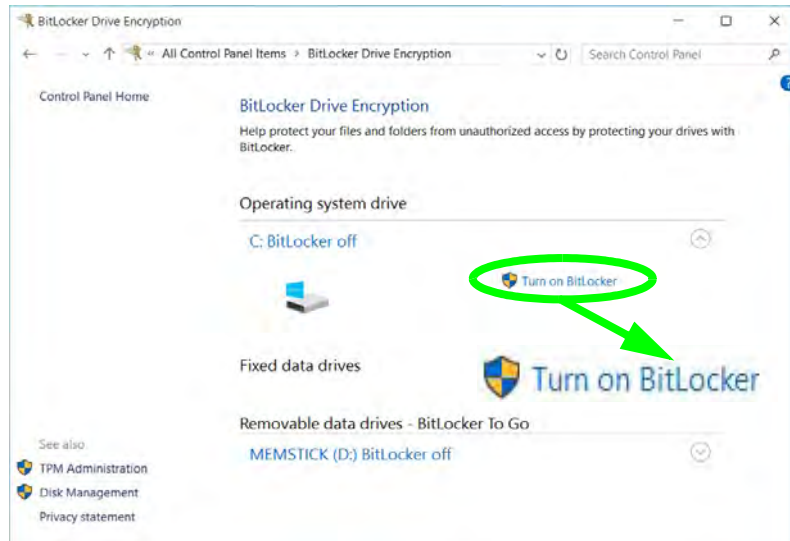 BitLocker Drive Encryption
« All Control Panel Items > BitLocker Drive Encryption
Search Control Panel
Control Panel Home
?
BitLocker Drive Encryption
Help protect your files and folders from unauthorized access by protecting your drives with
BitLocker.
Operating system drive
C: BitLocker off
Turn on BitLocker
Fixed data drives
Turn on BitLocker
Removable data drives - BitLocker To Go
MEMSTICK (D:) BitLocker off
See also
TPM Administration
Disk Management
Privacy statement